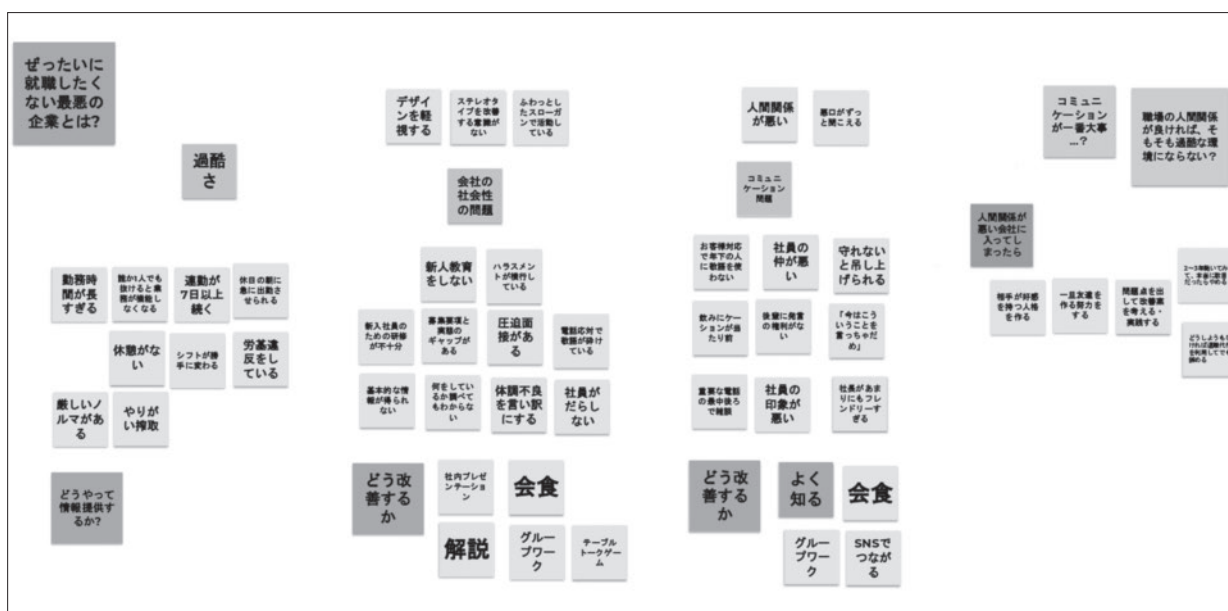 ぜったいに
就職したく
ない最悪の
企業とは?
過酷
さ
勤務時
間が長
すぎる
誰か1人でも
抜けると業
務が機能し
なくなる
連勤が
7日以上
続く
休日の朝に
急に出勤さ
せられる
休憩がな
い
シフトが勝
手に変わる
労基違
反をし
ている
厳しいノ
ルマがあ
る
やりが
い搾取
どうやって
情報提供す
るか?
デザイ
ンを軽
視する
ステレオタ
イプを改善
する意識が
ない
ふわっとし
たスローガ
ンで活動し
ている
会社の
社会性
の問題
新人教育
をしない
ハラスメン
トが横行し
ている
新入社員の
ための研修
が不十分
募集要項と
実態の
ギャップが
ある
圧迫面
接がある
電話応対で
敬語が砕け
ている
基本的な情
報が得られ
ない
何をしてい
るか調べて
もわからな
い
体調不良
を言い訳
にする
社員が
だらし
ない
どう改
善する
か
社内プレゼ
ンテーショ
ン
会食
解説
グルー
プワー
ク
テーブル
トークゲー
ム
人間関係
が悪い
悪口がずっ
と聞こえる
コミュニ
ケーション
問題
お客様対応
で年下の人
に敬語を使
わない
社員の
仲が悪
い
守れない
と吊し上
げられる
飲みにケー
ションが当
たり前
後輩に発言
の権利がな
い
「今はこう
いうことを
言っちゃだ
め」
重要な電話
の最中後ろ
で雑談
社員の
印象が
悪い
社長があま
りにもフレ
ンドリーす
ぎる
どう改
善する
か
よく
知る
会食
グルー
プワー
ク
SNSで
つなが
る
コミュニ
ケーション
が一番大事
...?
職場の人間関係
が良ければ、そ
もそも過酷な環
境にならない?
人間関係が
悪い会社に
入ってし
まったら
相手が好感
を持つ人格
を作る
一旦友達を
作る努力を
する
問題点を出
して改善案
を考える・
実践する
だったらやめる
どうしようも
諦める